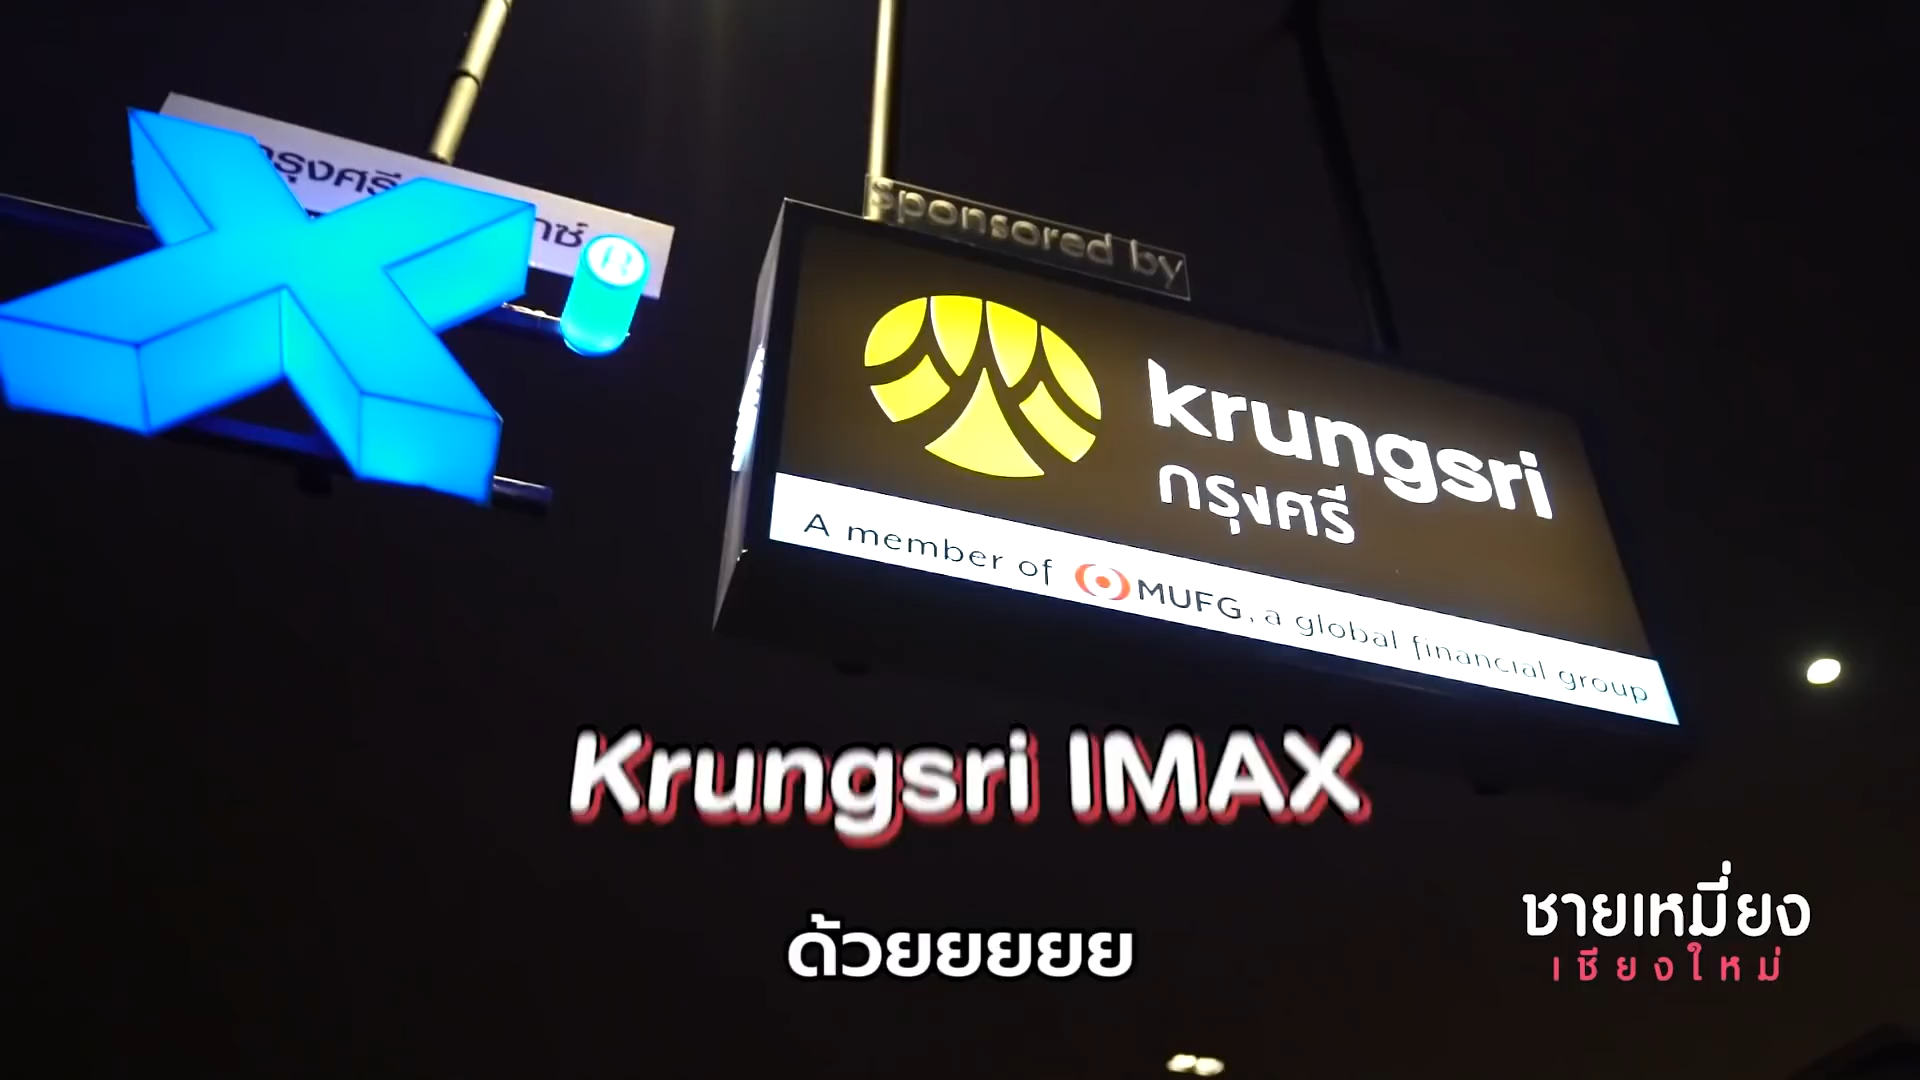 X
Sponsored by
krungsri
กรุงศรี
A member of MUFG, a global financial group
Krungsri IMAX
ด้วยยยยย
ชายเหมี่ยง
เชียงใหม่